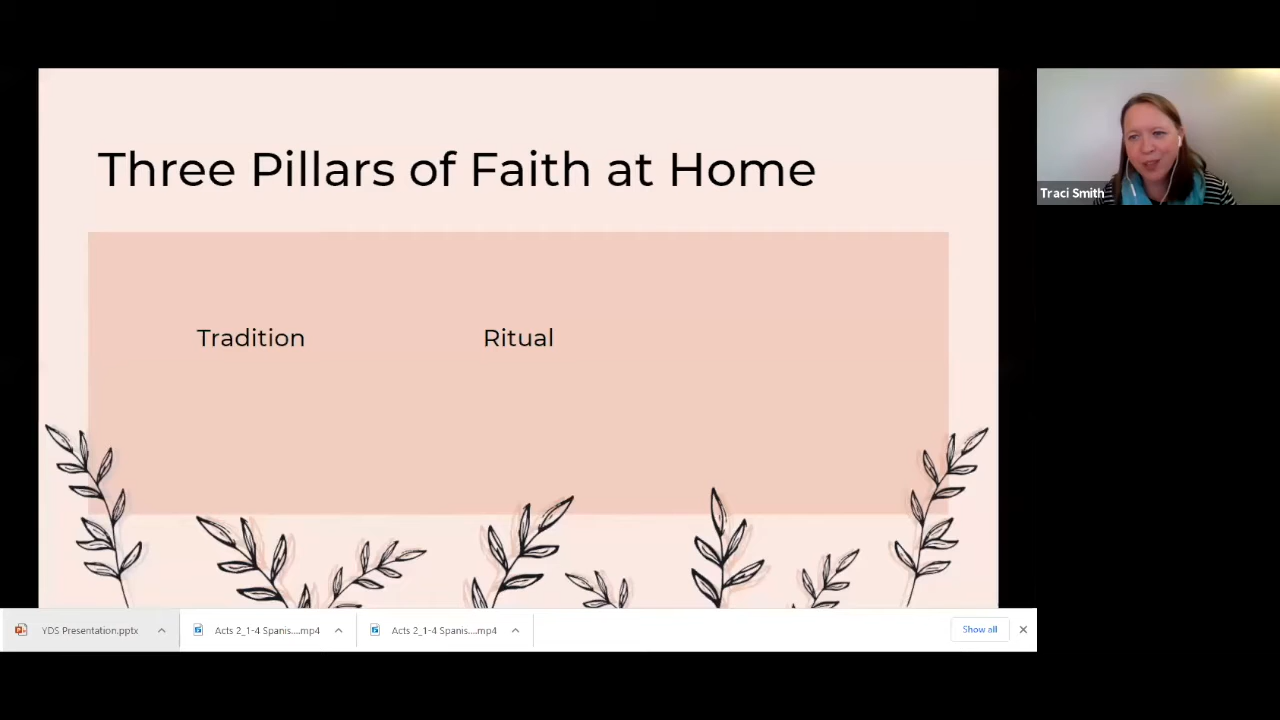 Three Pillars of Faith at Home
Traci Smith
Tradition
Ritual
YDS Presentation.pptx
Acts 2_1-4 Spanis....mp4
Acts 2_1-4 Spanis....mp4
Show all